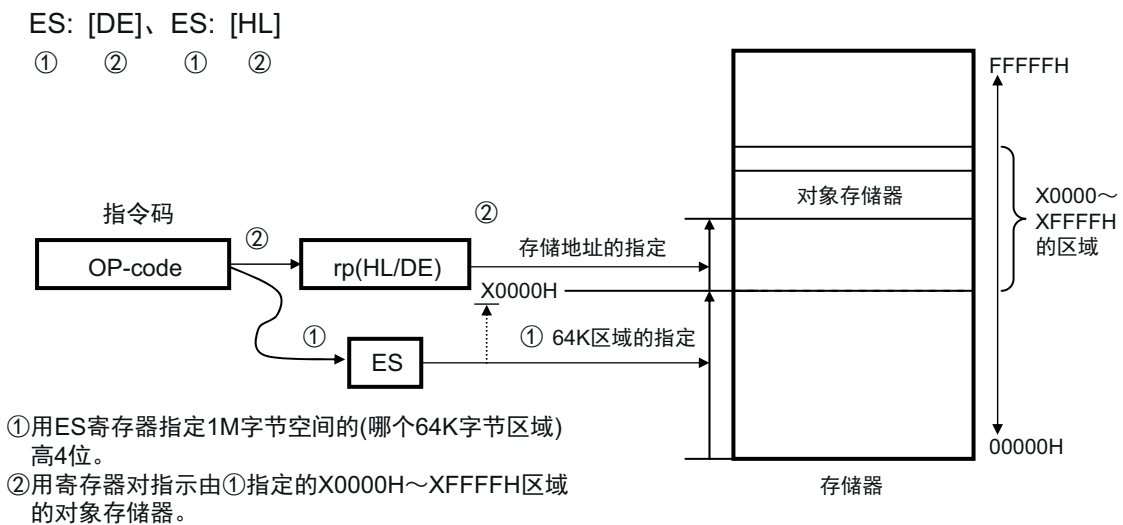 ES: [DE]、ES: [HL]
① ② ① ②
FFFFFH
对象存储器
X0000～
XFFFFH
的区域
指令码
②
②
OP-code
rp(HL/DE)
存储地址的指定
X0000H
①
① 64K区域的指定
ES
00000H
存储器
①用ES寄存器指定1M字节空间的(哪个64K字节区域)
高4位。
②用寄存器对指示由①指定的X0000H～XFFFFH区域
的对象存储器。